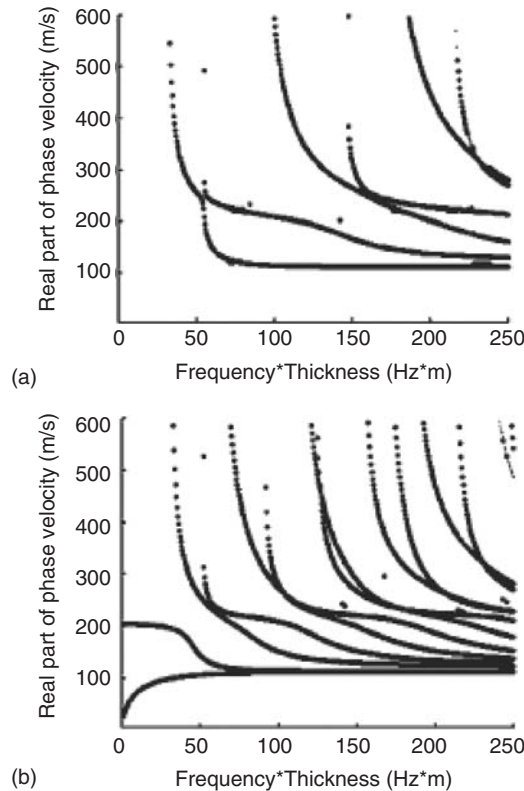 600
500
400
300
200
100
Real part of phase velocity (m/s)
0 50 100 150 200 250
(a) Frequency*Thickness (Hz*m)
600
500
400
300
200
100
Real part of phase velocity (m/s)
0 50 100 150 200 250
(b) Frequency*Thickness (Hz*m)